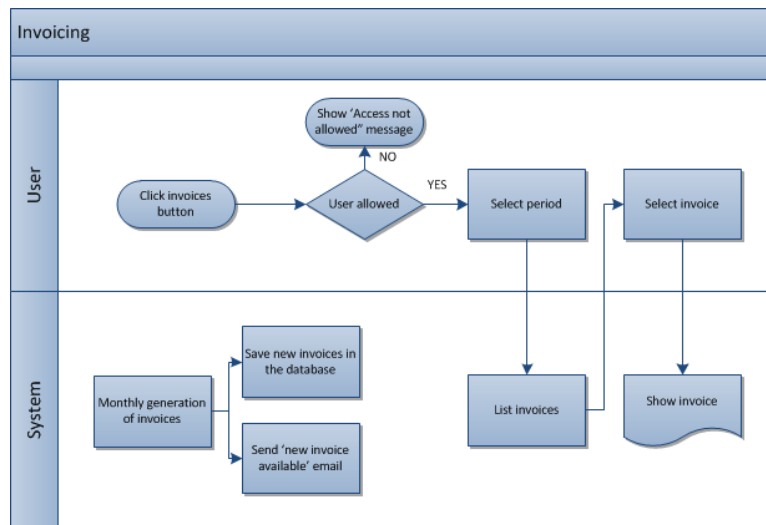 Invoicing
User
Show ‘Access not
allowed” message
NO
Click invoices
button
User allowed
YES
Select period
Select invoice
System
Save new invoices in
the database
Monthly generation
of invoices
Send ‘new invoice
available’ email
List invoices
Show invoice